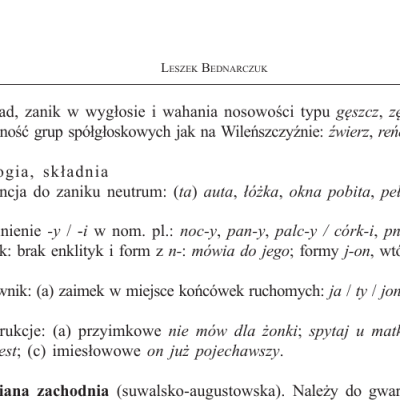 LESZEK BEDNARCZUK
ad, zanik w wygłosie i wahania nosowości typu gęszcz, zę
ność grup spółgłoskowych jak na Wileńszczyźnie: źwierz, reń
ogia, składnia
ncja do zaniku neutrum: (ta) auta, łóżka, okna pobita, peł
nienie -y / -i w nom. pl.: noc-y, pan-y, palc-y / córk-i, pn
k: brak enklityk i form z n-: mówia do jego; formy j-on, wtó
wnik: (a) zaimek w miejsce końcówek ruchomych: ja / ty / jon
rukcje: (a) przyimkowe nie mów dla żonki; spytaj u matk
est; (c) imiesłowowe on już pojechawszy.
iana zachodnia (suwalsko-augustowska). Należy do gwar